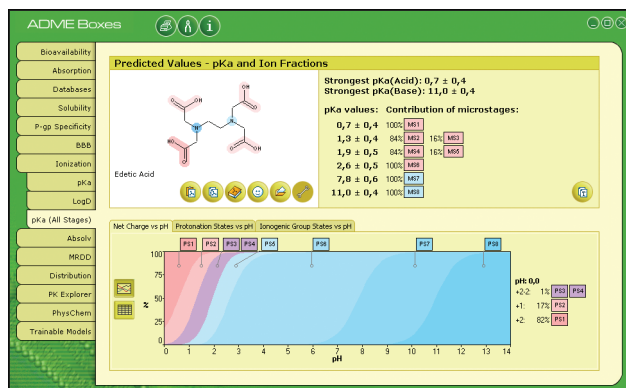 ADME Boxes
i
Bioavailability
Absorption
Databases
Solubility
P-gp Specificity
BBB
Ionization
pKa
LogD
pKa (All Stages)
Absolv
MRDD
Distribution
PK Explorer
PhysChem
Trainable Models
Predicted Values - pKa and Ion Fractions
Edetic Acid
Strongest pKa(Acid): 0,7 ± 0,4
Strongest pKa(Base): 11,0 ± 0,4
pKa values: Contribution of microstages:
0,7 ± 0,4 100% MS1
1,3 ± 0,4 84% MS2 16% MS3
1,9 ± 0,5 84% MS4 16% MS5
2,6 ± 0,5 100% MS6
7,8 ± 0,6 100% MS7
11,0 ± 0,4 100% MS8
Net Charge vs pH Protonation States vs pH Ionogenic Group States vs pH
PS1 PS2 PS3 PS4 PS5 PS6 PS7 PS8
100
75
%
50
25
0
0 1 2 3 4 5 6 7 8 9 10 11 12 13 14
pH
pH: 0,0
+2-2: 1% PS3 PS4
+1: 17% PS2
+2: 82% PS1